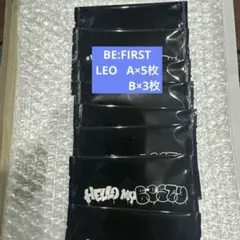 BE:FIRST
LEO A×5枚
B×3枚
HELLO MY